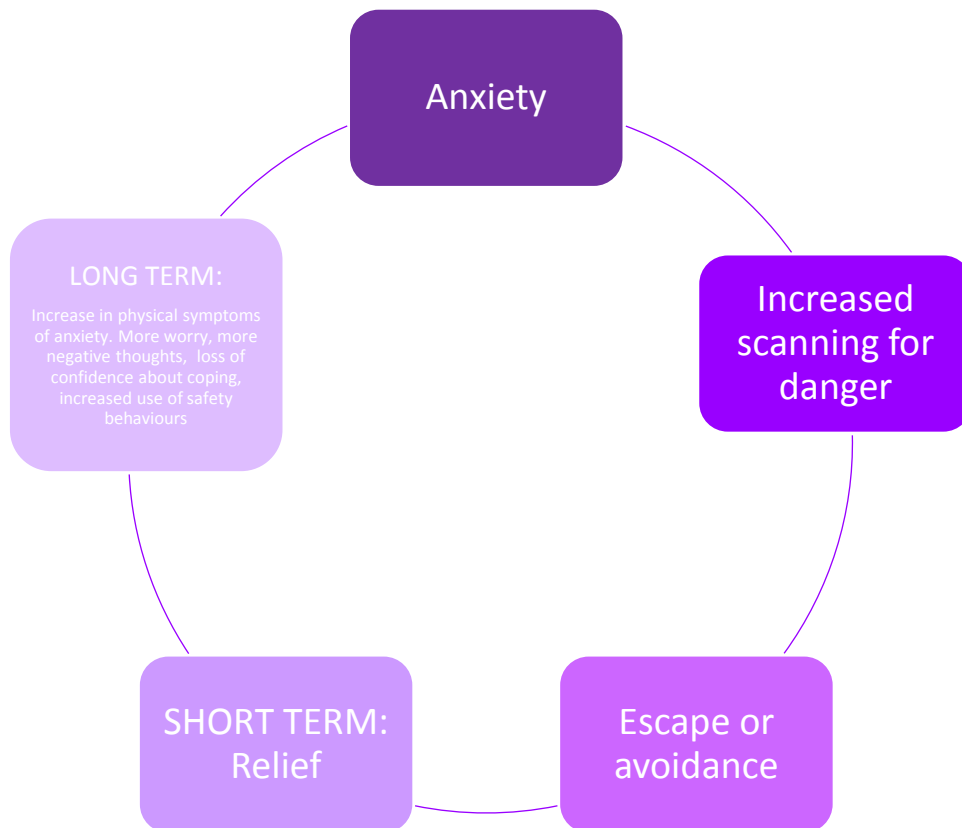 Anxiety
Increased
scanning for
danger
Escape or
avoidance
SHORT TERM:
Relief
LONG TERM:
Increase in physical symptoms
of anxiety. More worry, more
negative thoughts,  loss of
confidence about coping,
increased use of safety
behaviours